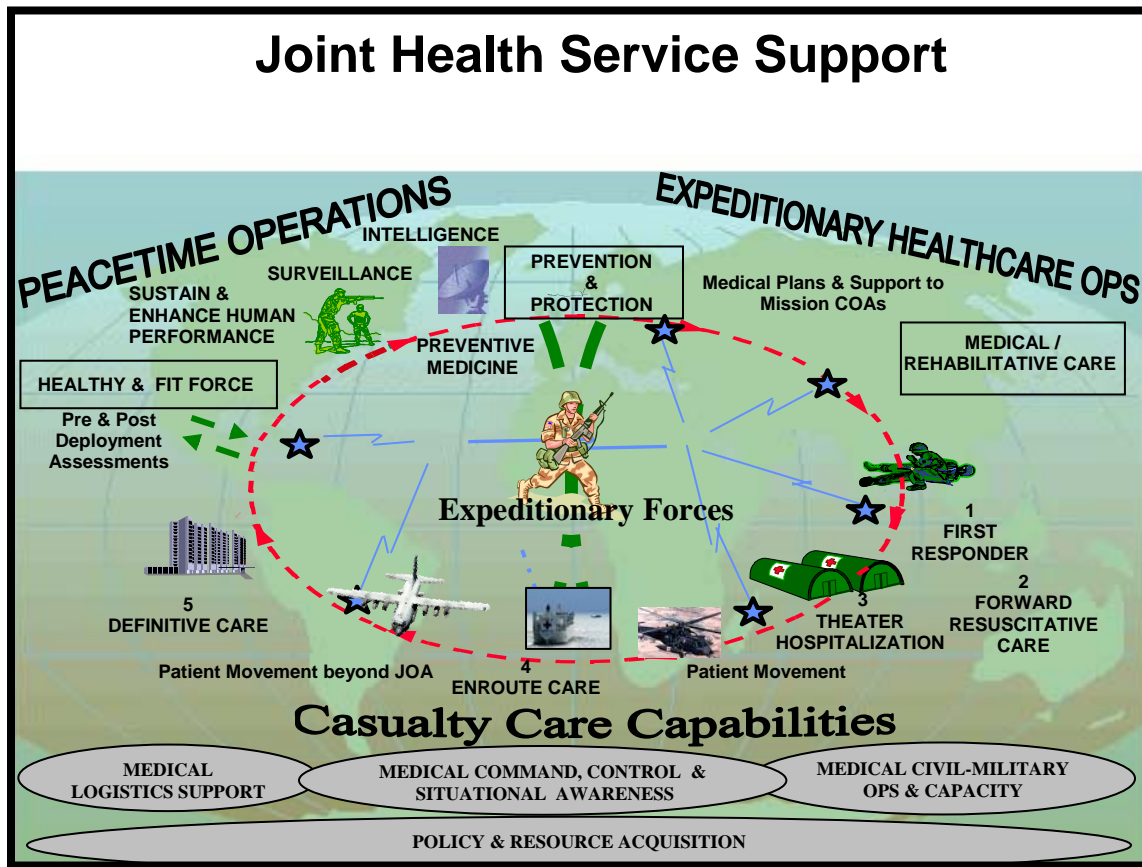 Joint Health Service Support
PEACETIME OPERATIONS
EXPEDITIONARY HEALTHCARE OPS
INTELLIGENCE
SURVEILLANCE
SUSTAIN &
ENHANCE HUMAN
PERFORMANCE
PREVENTION
&
PROTECTION
Medical Plans & Support to
Mission COAs
PREVENTIVE
MEDICINE
MEDICAL /
REHABILITATIVE CARE
HEALTHY & FIT FORCE
Pre & Post
Deployment
Assessments
Expeditionary Forces
1
FIRST
RESPONDER
2
FORWARD
RESUSCITATIVE
CARE
3
THEATER
HOSPITALIZATION
Patient Movement
4
ENROUTE CARE
Patient Movement beyond JOA
5
DEFINITIVE CARE
Casualty Care Capabilities
MEDICAL
LOGISTICS SUPPORT
MEDICAL COMMAND, CONTROL &
SITUATIONAL AWARENESS
MEDICAL CIVIL-MILITARY
OPS & CAPACITY
POLICY & RESOURCE ACQUISITION